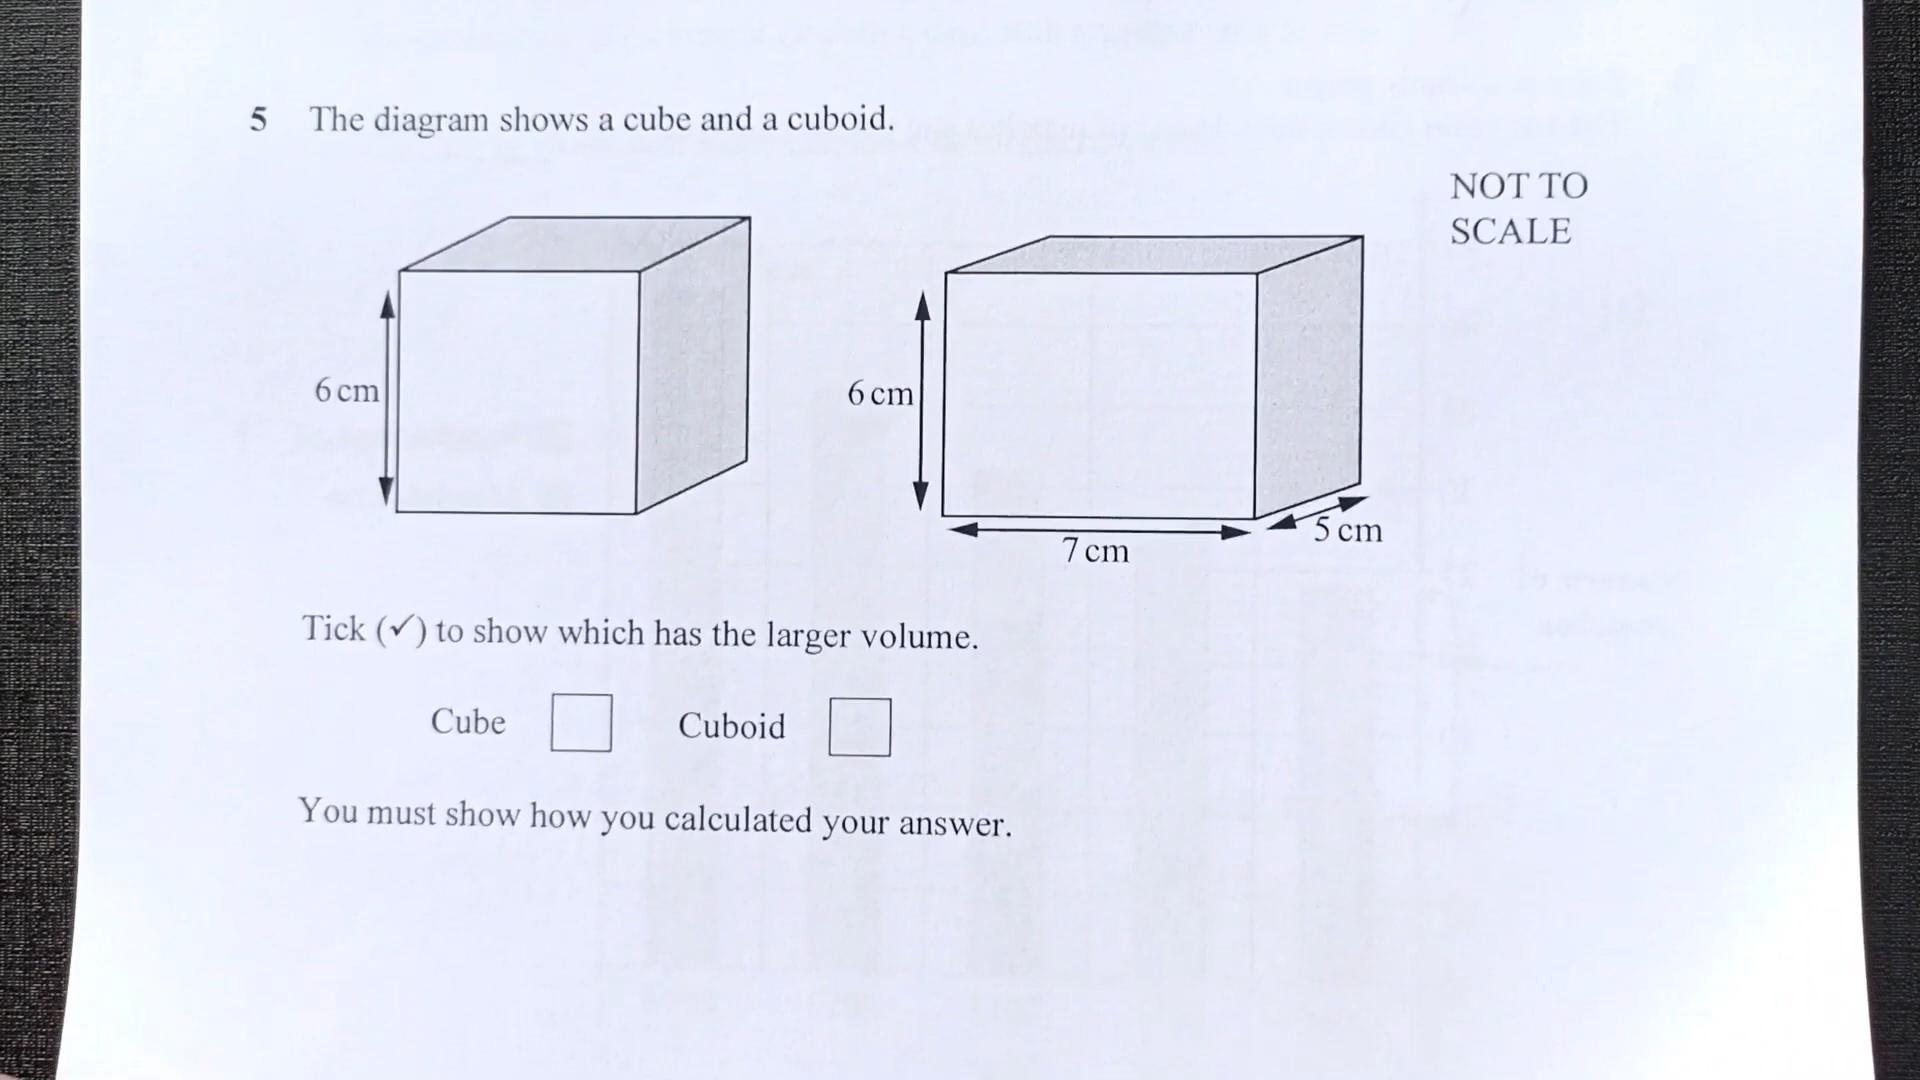 5 The diagram shows a cube and a cuboid.
NOT TO
SCALE
6 cm
6 cm
5 cm
7 cm
Tick (✓) to show which has the larger volume.
Cube Cuboid
You must show how you calculated your answer.